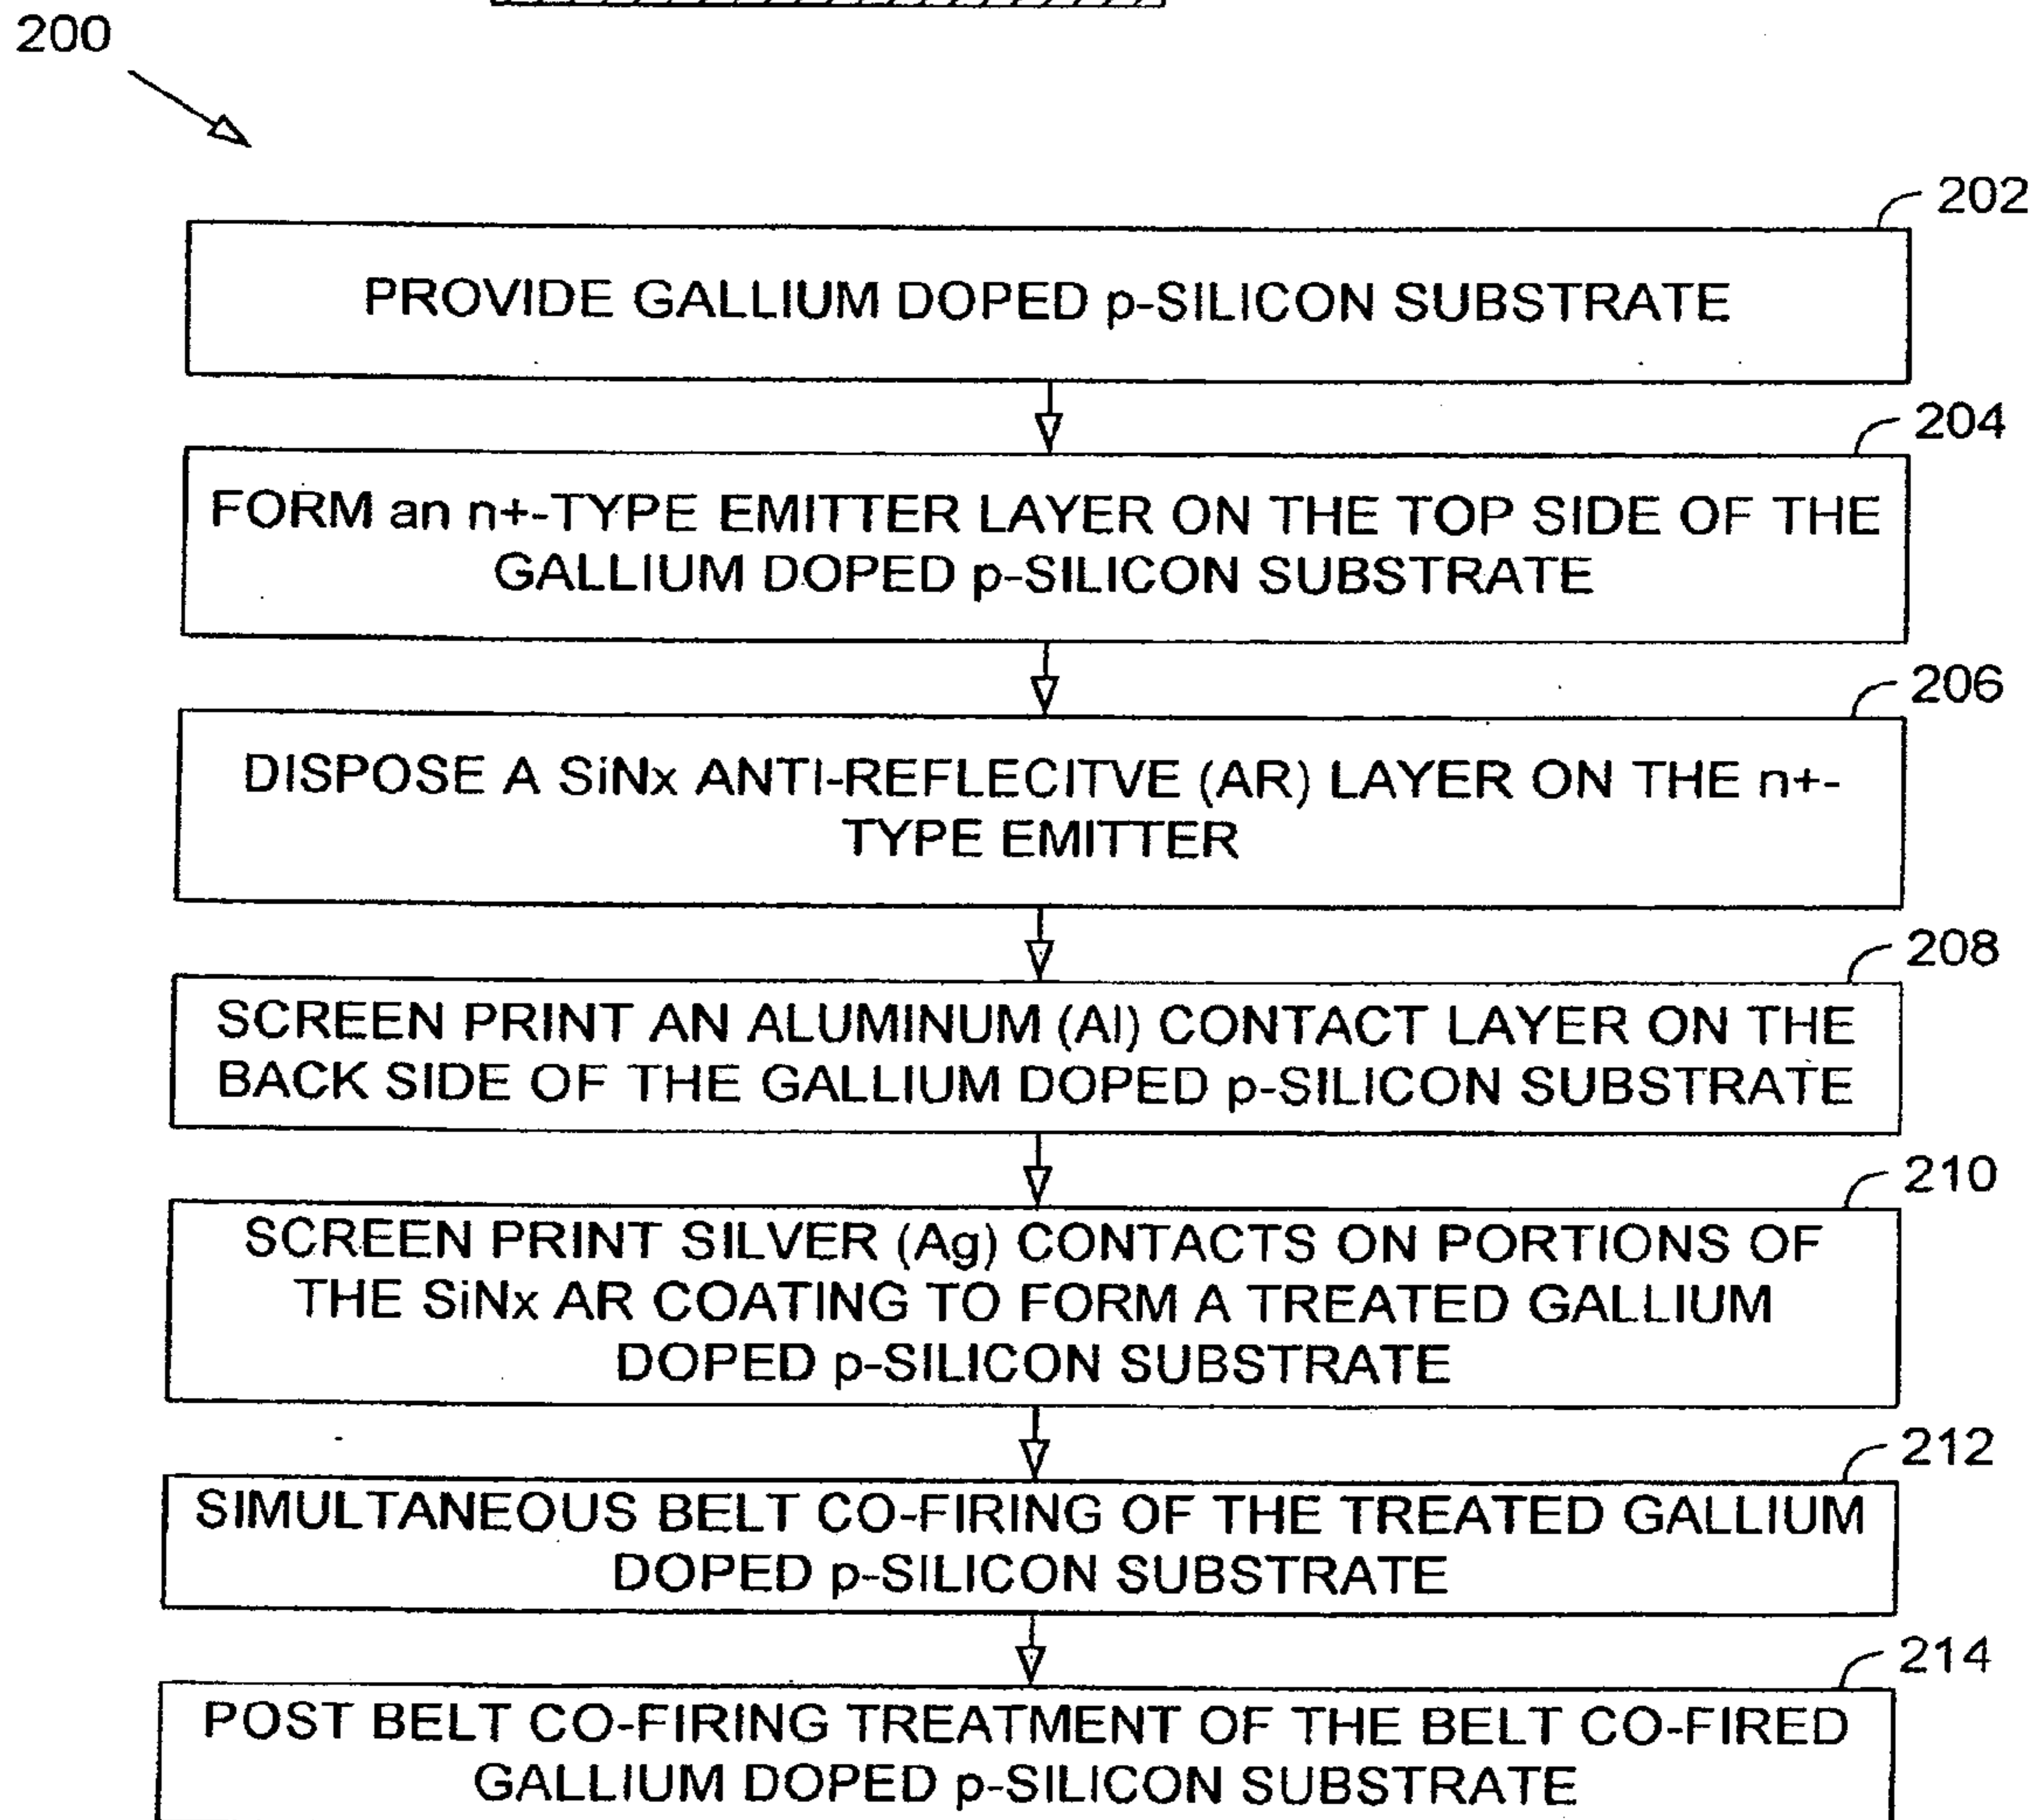 200
202
PROVIDE GALLIUM DOPED p-SILICON SUBSTRATE
204
FORM an n+-TYPE EMITTER LAYER ON THE TOP SIDE OF THE
GALLIUM DOPED p-SILICON SUBSTRATE
206
DISPOSE A SiNx ANTI-REFLECITVE (AR) LAYER ON THE n+-
TYPE EMITTER
208
SCREEN PRINT AN ALUMINUM (Al) CONTACT LAYER ON THE
BACK SIDE OF THE GALLIUM DOPED p-SILICON SUBSTRATE
210
SCREEN PRINT SILVER (Ag) CONTACTS ON PORTIONS OF
THE SiNx AR COATING TO FORM A TREATED GALLIUM
DOPED p-SILICON SUBSTRATE
212
SIMULTANEOUS BELT CO-FIRING OF THE TREATED GALLIUM
DOPED p-SILICON SUBSTRATE
214
POST BELT CO-FIRING TREATMENT OF THE BELT CO-FIRED
GALLIUM DOPED p-SILICON SUBSTRATE